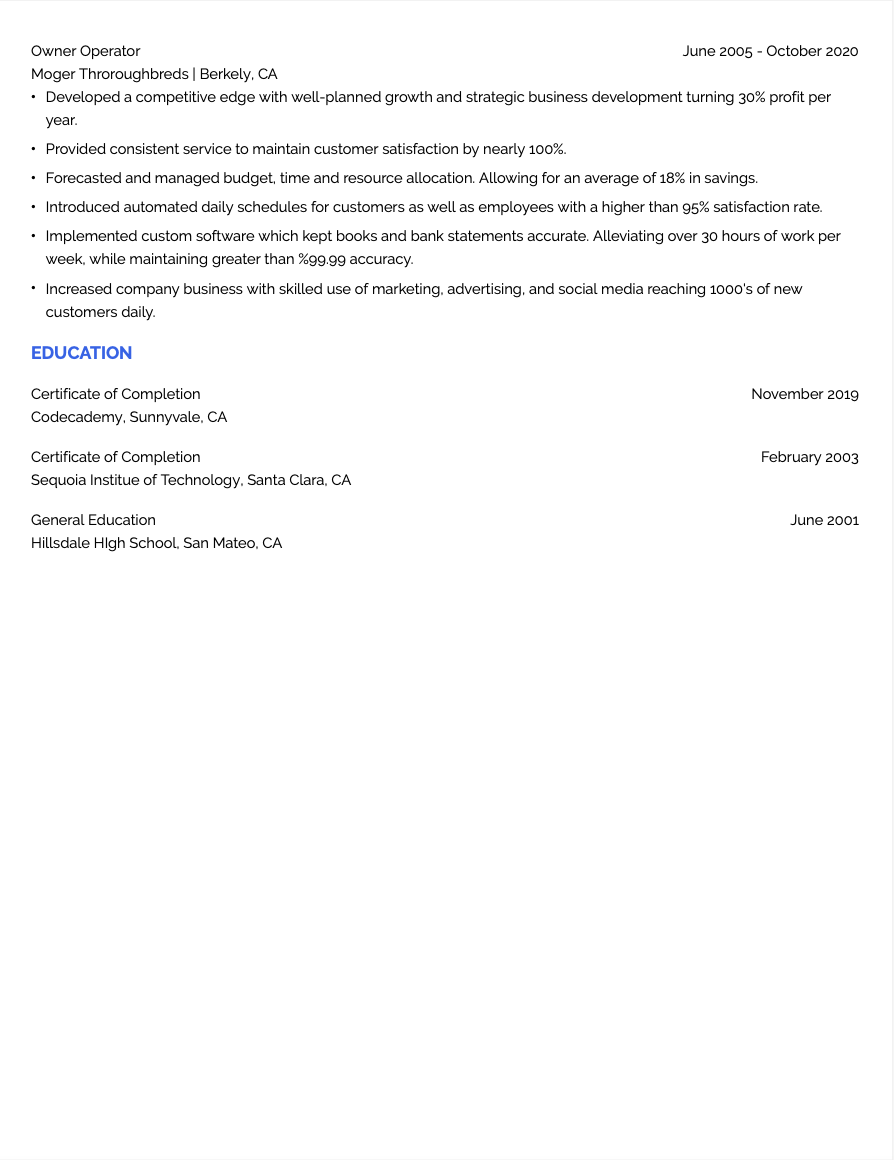 Owner Operator June 2005 - October 2020
Moger Throroughbreds | Berkely, CA
• Developed a competitive edge with well-planned growth and strategic business development turning 30% profit per
year.
• Provided consistent service to maintain customer satisfaction by nearly 100%.
• Forecasted and managed budget, time and resource allocation. Allowing for an average of 18% in savings.
• Introduced automated daily schedules for customers as well as employees with a higher than 95% satisfaction rate.
• Implemented custom software which kept books and bank statements accurate. Alleviating over 30 hours of work per
week, while maintaining greater than %99.99 accuracy.
• Increased company business with skilled use of marketing, advertising, and social media reaching 1000's of new
customers daily.
EDUCATION
Certificate of Completion November 2019
Codecademy, Sunnyvale, CA
Certificate of Completion February 2003
Sequoia Institue of Technology, Santa Clara, CA
General Education June 2001
Hillsdale HIgh School, San Mateo, CA